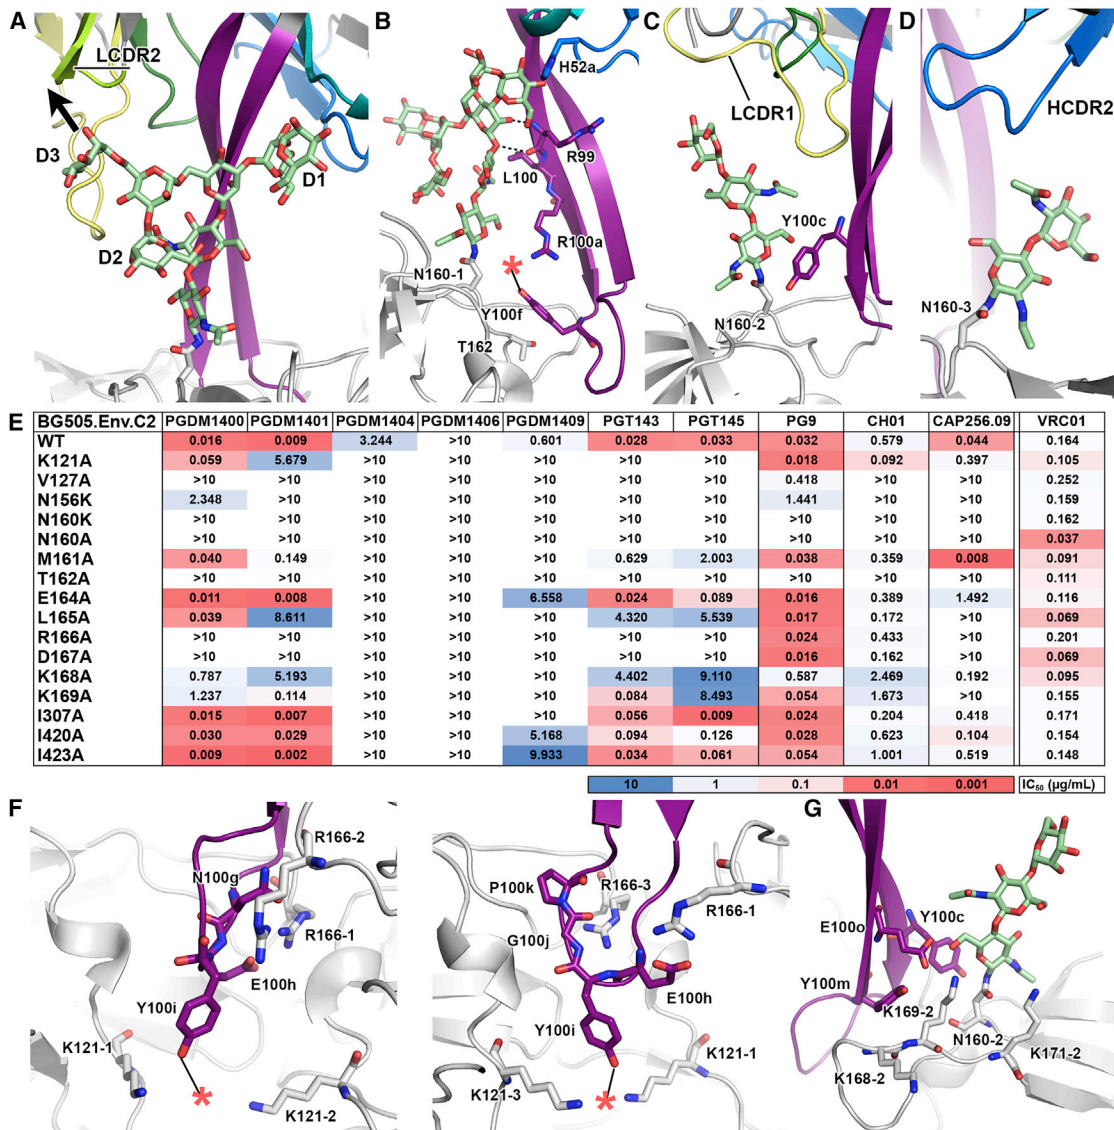 A
LCDR2
D3
D1
D2
B
H52a
R99
L100
R100a
N160-1
*
Y100f
T162
C
LCDR1
Y100c
N160-2
D
HCDR2
N160-3
E
BG505.Env.C2 PGDM1400 PGDM1401 PGDM1404 PGDM1406 PGDM1409 PGT143 PGT145 PG9 CH01 CAP256.09 VRC01
WT 0.016 0.009 3.244 >10 0.601 0.028 0.033 0.032 0.579 0.044 0.164
K121A 0.059 5.679 >10 >10 >10 >10 >10 0.018 0.092 0.397 0.105
V127A >10 >10 >10 >10 >10 >10 >10 0.418 >10 >10 0.252
N156K 2.348 >10 >10 >10 >10 >10 >10 1.441 >10 >10 0.159
N160K >10 >10 >10 >10 >10 >10 >10 >10 >10 >10 0.162
N160A >10 >10 >10 >10 >10 >10 >10 >10 >10 >10 0.037
M161A 0.040 0.149 >10 >10 >10 0.629 2.003 0.038 0.359 0.008 0.091
T162A >10 >10 >10 >10 >10 >10 >10 >10 >10 >10 0.111
E164A 0.011 0.008 >10 >10 6.558 0.024 0.089 0.016 0.389 1.492 0.116
L165A 0.039 8.611 >10 >10 >10 4.320 5.539 0.017 0.172 >10 0.069
R166A >10 >10 >10 >10 >10 >10 >10 0.024 0.433 >10 0.201
D167A >10 >10 >10 >10 >10 >10 >10 0.016 0.162 >10 0.069
K168A 0.787 5.193 >10 >10 >10 4.402 9.110 0.587 2.469 0.192 0.095
K169A 1.237 0.114 >10 >10 >10 0.084 8.493 0.054 1.673 >10 0.155
I307A 0.015 0.007 >10 >10 >10 0.056 0.009 0.024 0.204 0.418 0.171
I420A 0.030 0.029 >10 >10 5.168 0.094 0.126 0.028 0.623 0.104 0.154
I423A 0.009 0.002 >10 >10 9.933 0.034 0.061 0.054 1.001 0.519 0.148
10 1 0.1 0.01 0.001 IC₅₀ (µg/mL)
F
R166-2
N100g
R166-1
E100h
Y100i
K121-1
*
K121-2
P100k
R166-3
R166-1
G100j
E100h
Y100i
K121-1
K121-3
*
G
E100o
Y100c
Y100m
K169-2
N160-2
K171-2
K168-2